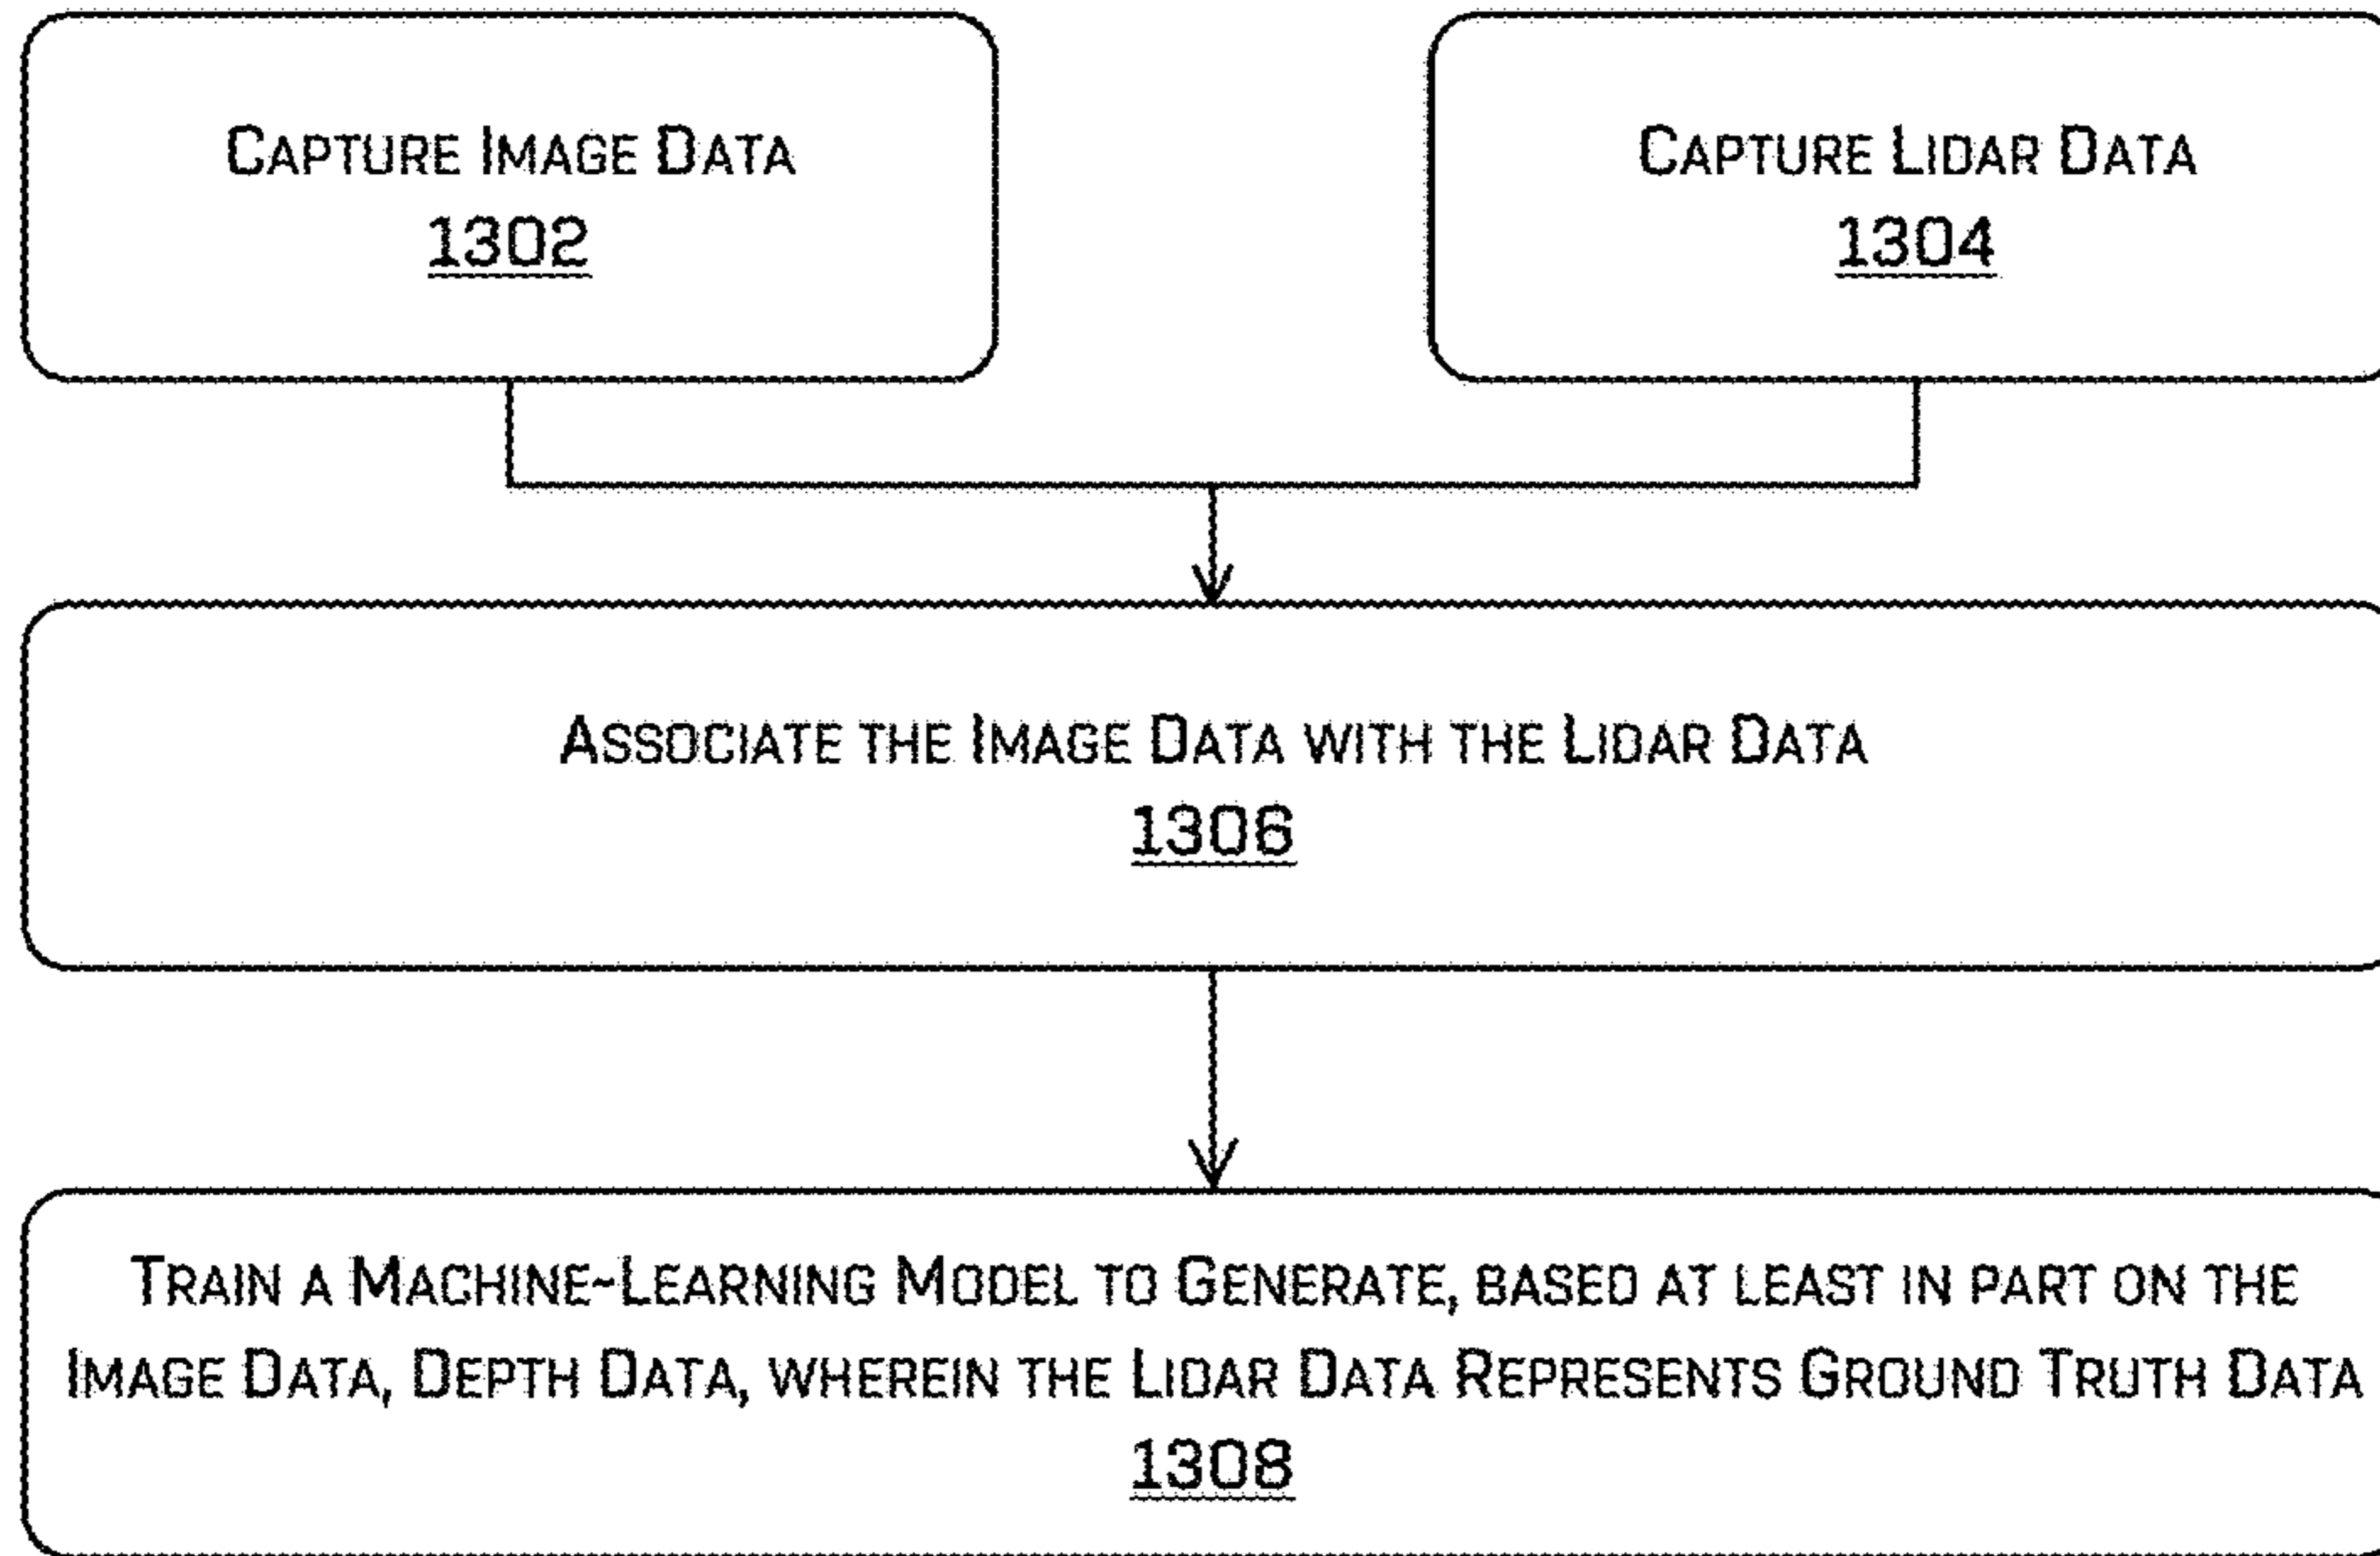 Capture Image Data
1302
Capture Lidar Data
1304
Associate the Image Data with the Lidar Data
1306
Train a Machine-Learning Model to Generate, based at least in part on the
Image Data, Depth Data, wherein the Lidar Data Represents Ground Truth Data
1308